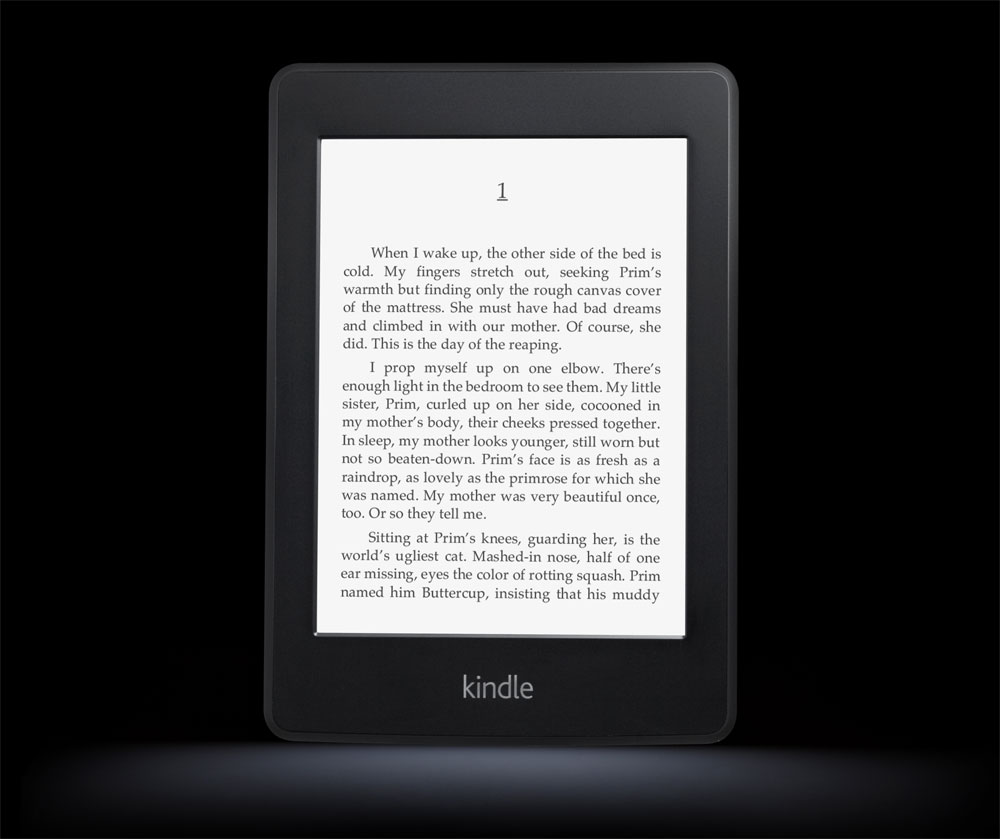 1
When I wake up, the other side of the bed is
cold. My fingers stretch out, seeking Prim's
warmth but finding only the rough canvas cover
of the mattress. She must have had bad dreams
and climbed in with our mother. Of course, she
did. This is the day of the reaping.
I prop myself up on one elbow. There's
enough light in the bedroom to see them. My little
sister, Prim, curled up on her side, cocooned in
my mother's body, their cheeks pressed together.
In sleep, my mother looks younger, still worn but
not so beaten-down. Prim's face is as fresh as a
raindrop, as lovely as the primrose for which she
was named. My mother was very beautiful once,
too. Or so they tell me.
Sitting at Prim's knees, guarding her, is the
world's ugliest cat. Mashed-in nose, half of one
ear missing, eyes the color of rotting squash. Prim
named him Buttercup, insisting that his muddy
kindle